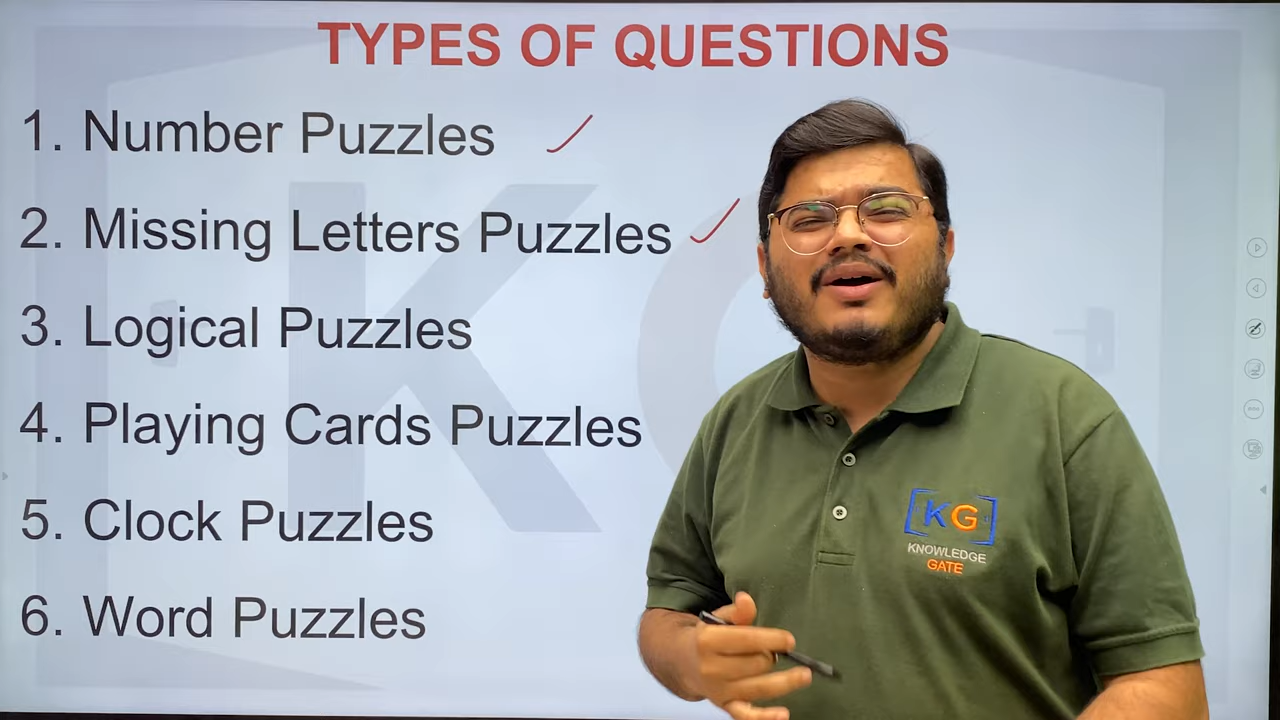 TYPES OF QUESTIONS
1. Number Puzzles
2. Missing Letters Puzzles
3. Logical Puzzles
4. Playing Cards Puzzles
5. Clock Puzzles
6. Word Puzzles
KG
KNOWLEDGE
GATE